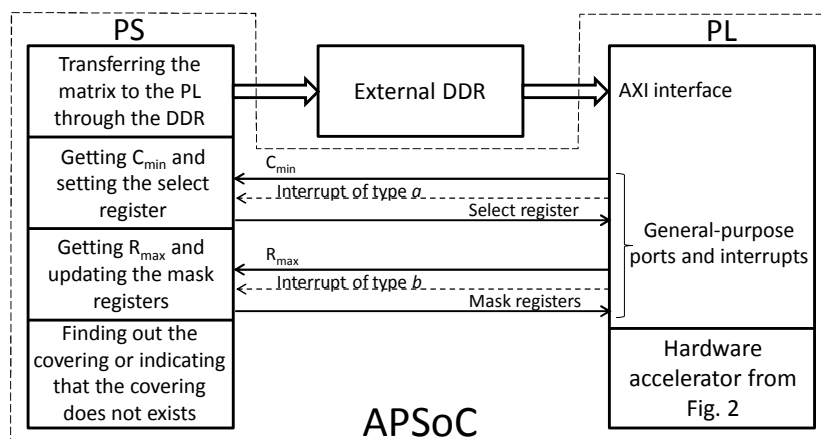 PS
Transferring the
matrix to the PL
through the DDR
Getting Cmin and
setting the select
register
Getting Rmax and
updating the mask
registers
Finding out the
covering or indicating
that the covering
does not exists
External DDR
Cmin
Interrupt of type a
Select register
Rmax
Interrupt of type b
Mask registers
PL
AXI interface
General-purpose
ports and interrupts
Hardware
accelerator from
Fig. 2
APSoC